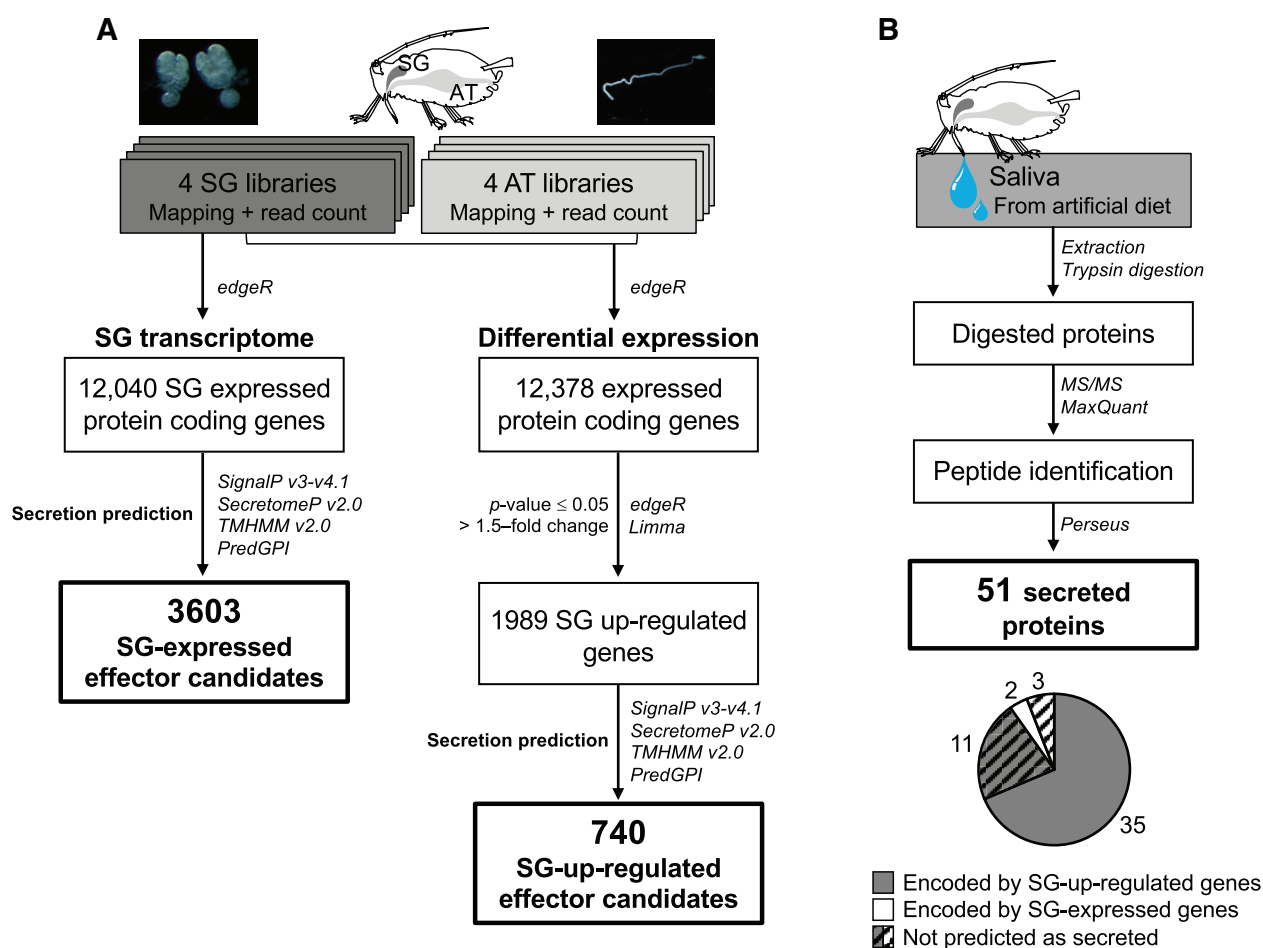 A
SG
AT
4 SG libraries
Mapping + read count
4 AT libraries
Mapping + read count
edgeR
edgeR
SG transcriptome
12,040 SG expressed
protein coding genes
Differential expression
12,378 expressed
protein coding genes
Secretion prediction
SignalP v3-v4.1
SecretomeP v2.0
TMHMM v2.0
PredGPI
p-value ≤ 0.05
> 1.5–fold change
edgeR
Limma
3603
SG-expressed
effector candidates
1989 SG up-regulated
genes
Secretion prediction
SignalP v3-v4.1
SecretomeP v2.0
TMHMM v2.0
PredGPI
740
SG-up-regulated
effector candidates
B
Saliva
From artificial diet
Extraction
Trypsin digestion
Digested proteins
MS/MS
MaxQuant
Peptide identification
Perseus
51 secreted
proteins
2
3
11
35
Encoded by SG-up-regulated genes
Encoded by SG-expressed genes
Not predicted as secreted